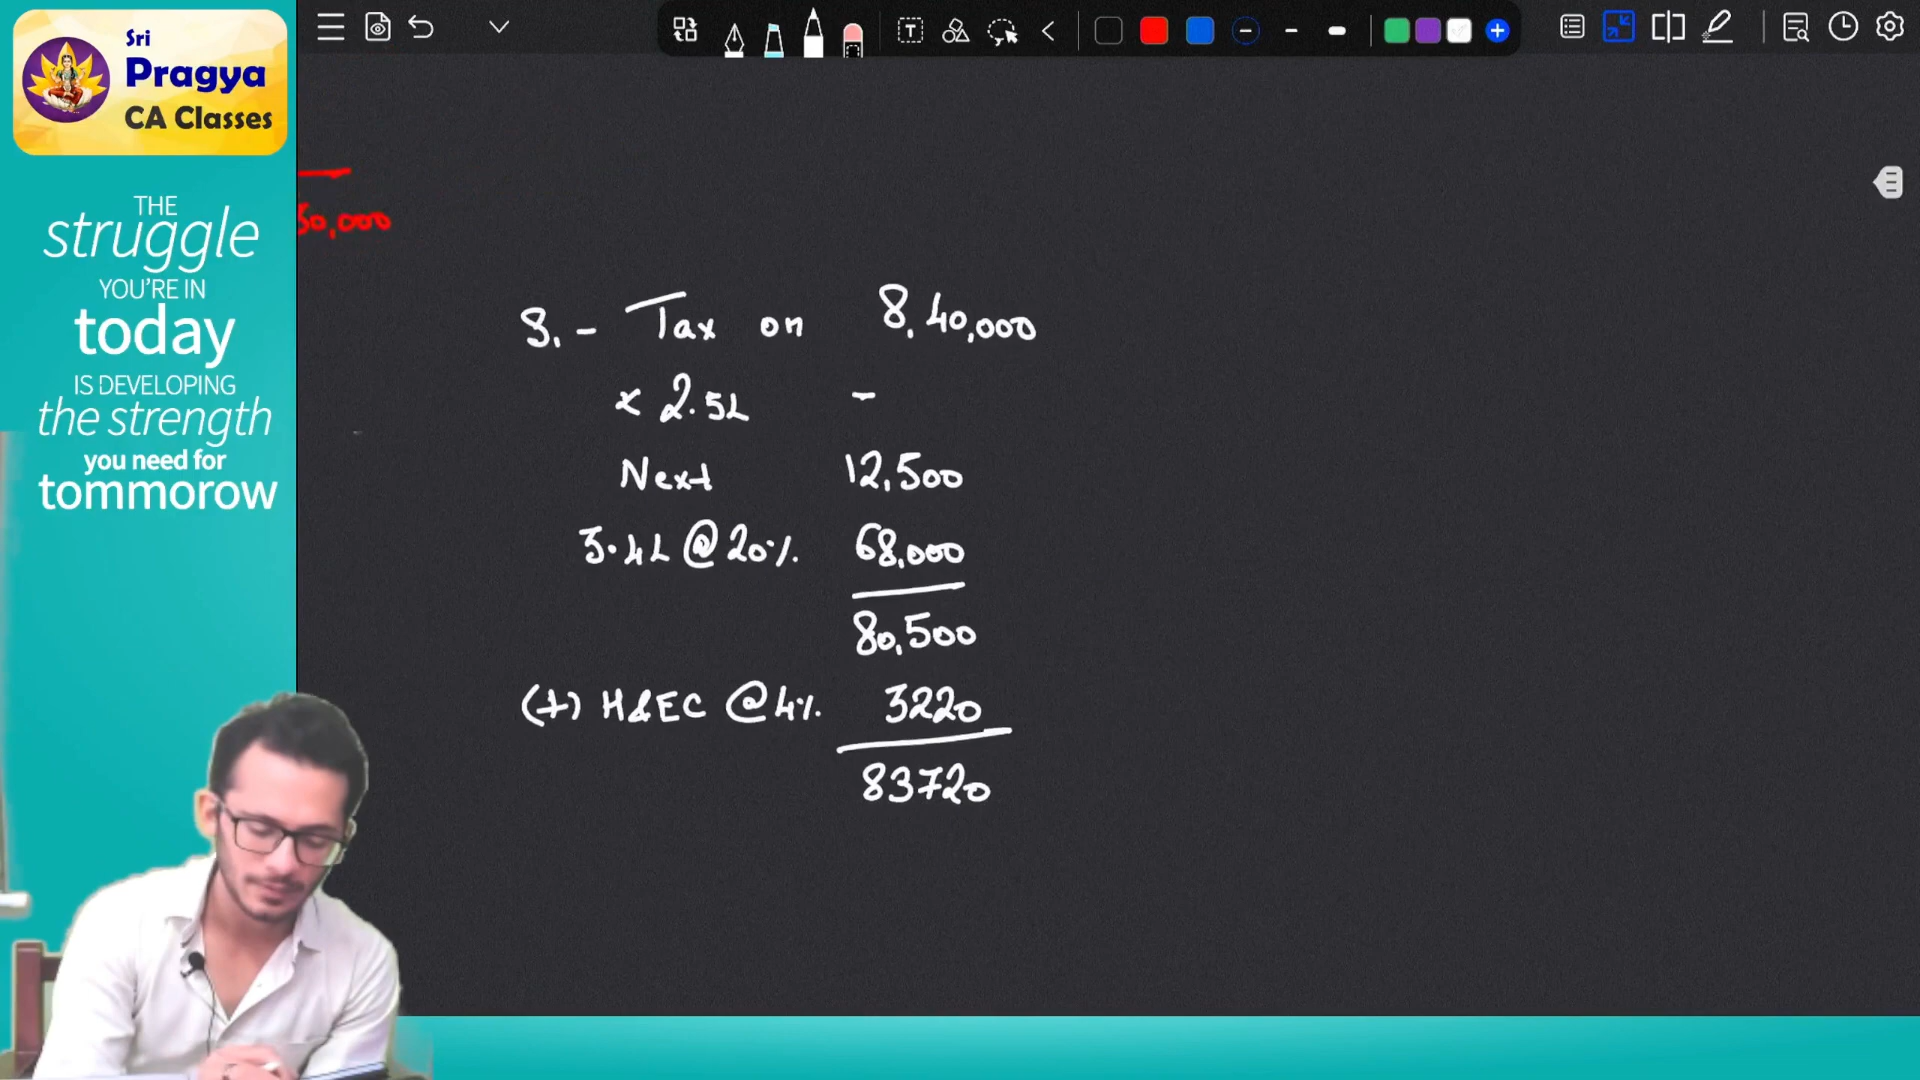 Sri
Pragya
CA Classes
THE
struggle
YOU'RE IN
today
IS DEVELOPING
the strength
you need for
tommorow
50,000
S. - Tax on 8,40,000
x 2.5L -
Next 12,500
3.4L @ 20% 68,000
80,500
(+) H&EC @ 4% 3220
83720